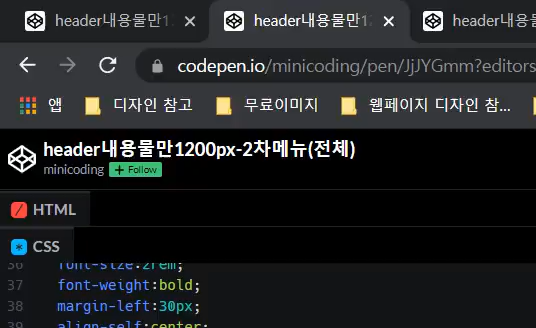 header내용물만1
header내용물만12
header내용물만
codepen.io/minicoding/pen/JjJYGmm?editors
앱
디자인 참고
무료이미지
웹페이지 디자인 참...
header내용물만1200px-2차메뉴(전체)
minicoding
+ Follow
/ HTML
* CSS
36 font-size:2rem;
37 font-weight:bold;
38 margin-left:30px;
39 align-self:center;